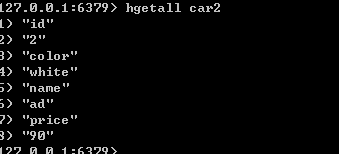 127.0.0.1:6379> hgetall car2
1) "id"
2) "2"
3) "color"
4) "white"
5) "name"
6) "ad"
7) "price"
8) "90"
127.0.0.1:6379>